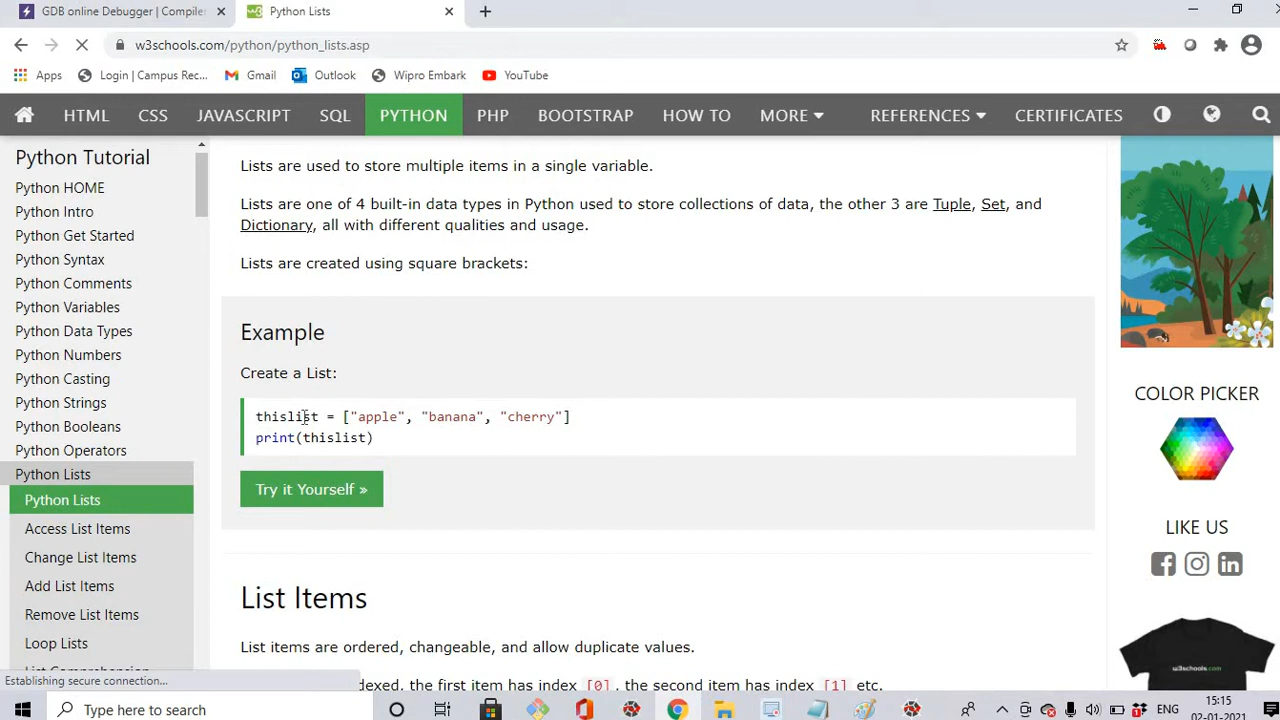 GDB online Debugger | Compiler
Python Lists
w3schools.com/python/python_lists.asp
Apps
Login | Campus Rec...
Gmail
Outlook
Wipro Embark
YouTube
HTML
CSS
JAVASCRIPT
SQL
PYTHON
PHP
BOOTSTRAP
HOW TO
MORE
REFERENCES
CERTIFICATES
Python Tutorial
Python HOME
Python Intro
Python Get Started
Python Syntax
Python Comments
Python Variables
Python Data Types
Python Numbers
Python Casting
Python Strings
Python Booleans
Python Operators
Python Lists
Python Lists
Access List Items
Change List Items
Add List Items
Remove List Items
Loop Lists
Lists are used to store multiple items in a single variable.
Lists are one of 4 built-in data types in Python used to store collections of data, the other 3 are Tuple, Set, and
Dictionary, all with different qualities and usage.
Lists are created using square brackets:
Example
Create a List:
thislist = ["apple", "banana", "cherry"]
print(thislist)
Try it Yourself »
List Items
List items are ordered, changeable, and allow duplicate values.
the first item has index [0], the second item has index [1] etc.
COLOR PICKER
LIKE US
w3schools.com
Establishing secure connection...
Type here to search
ENG
15:15
02-01-2021